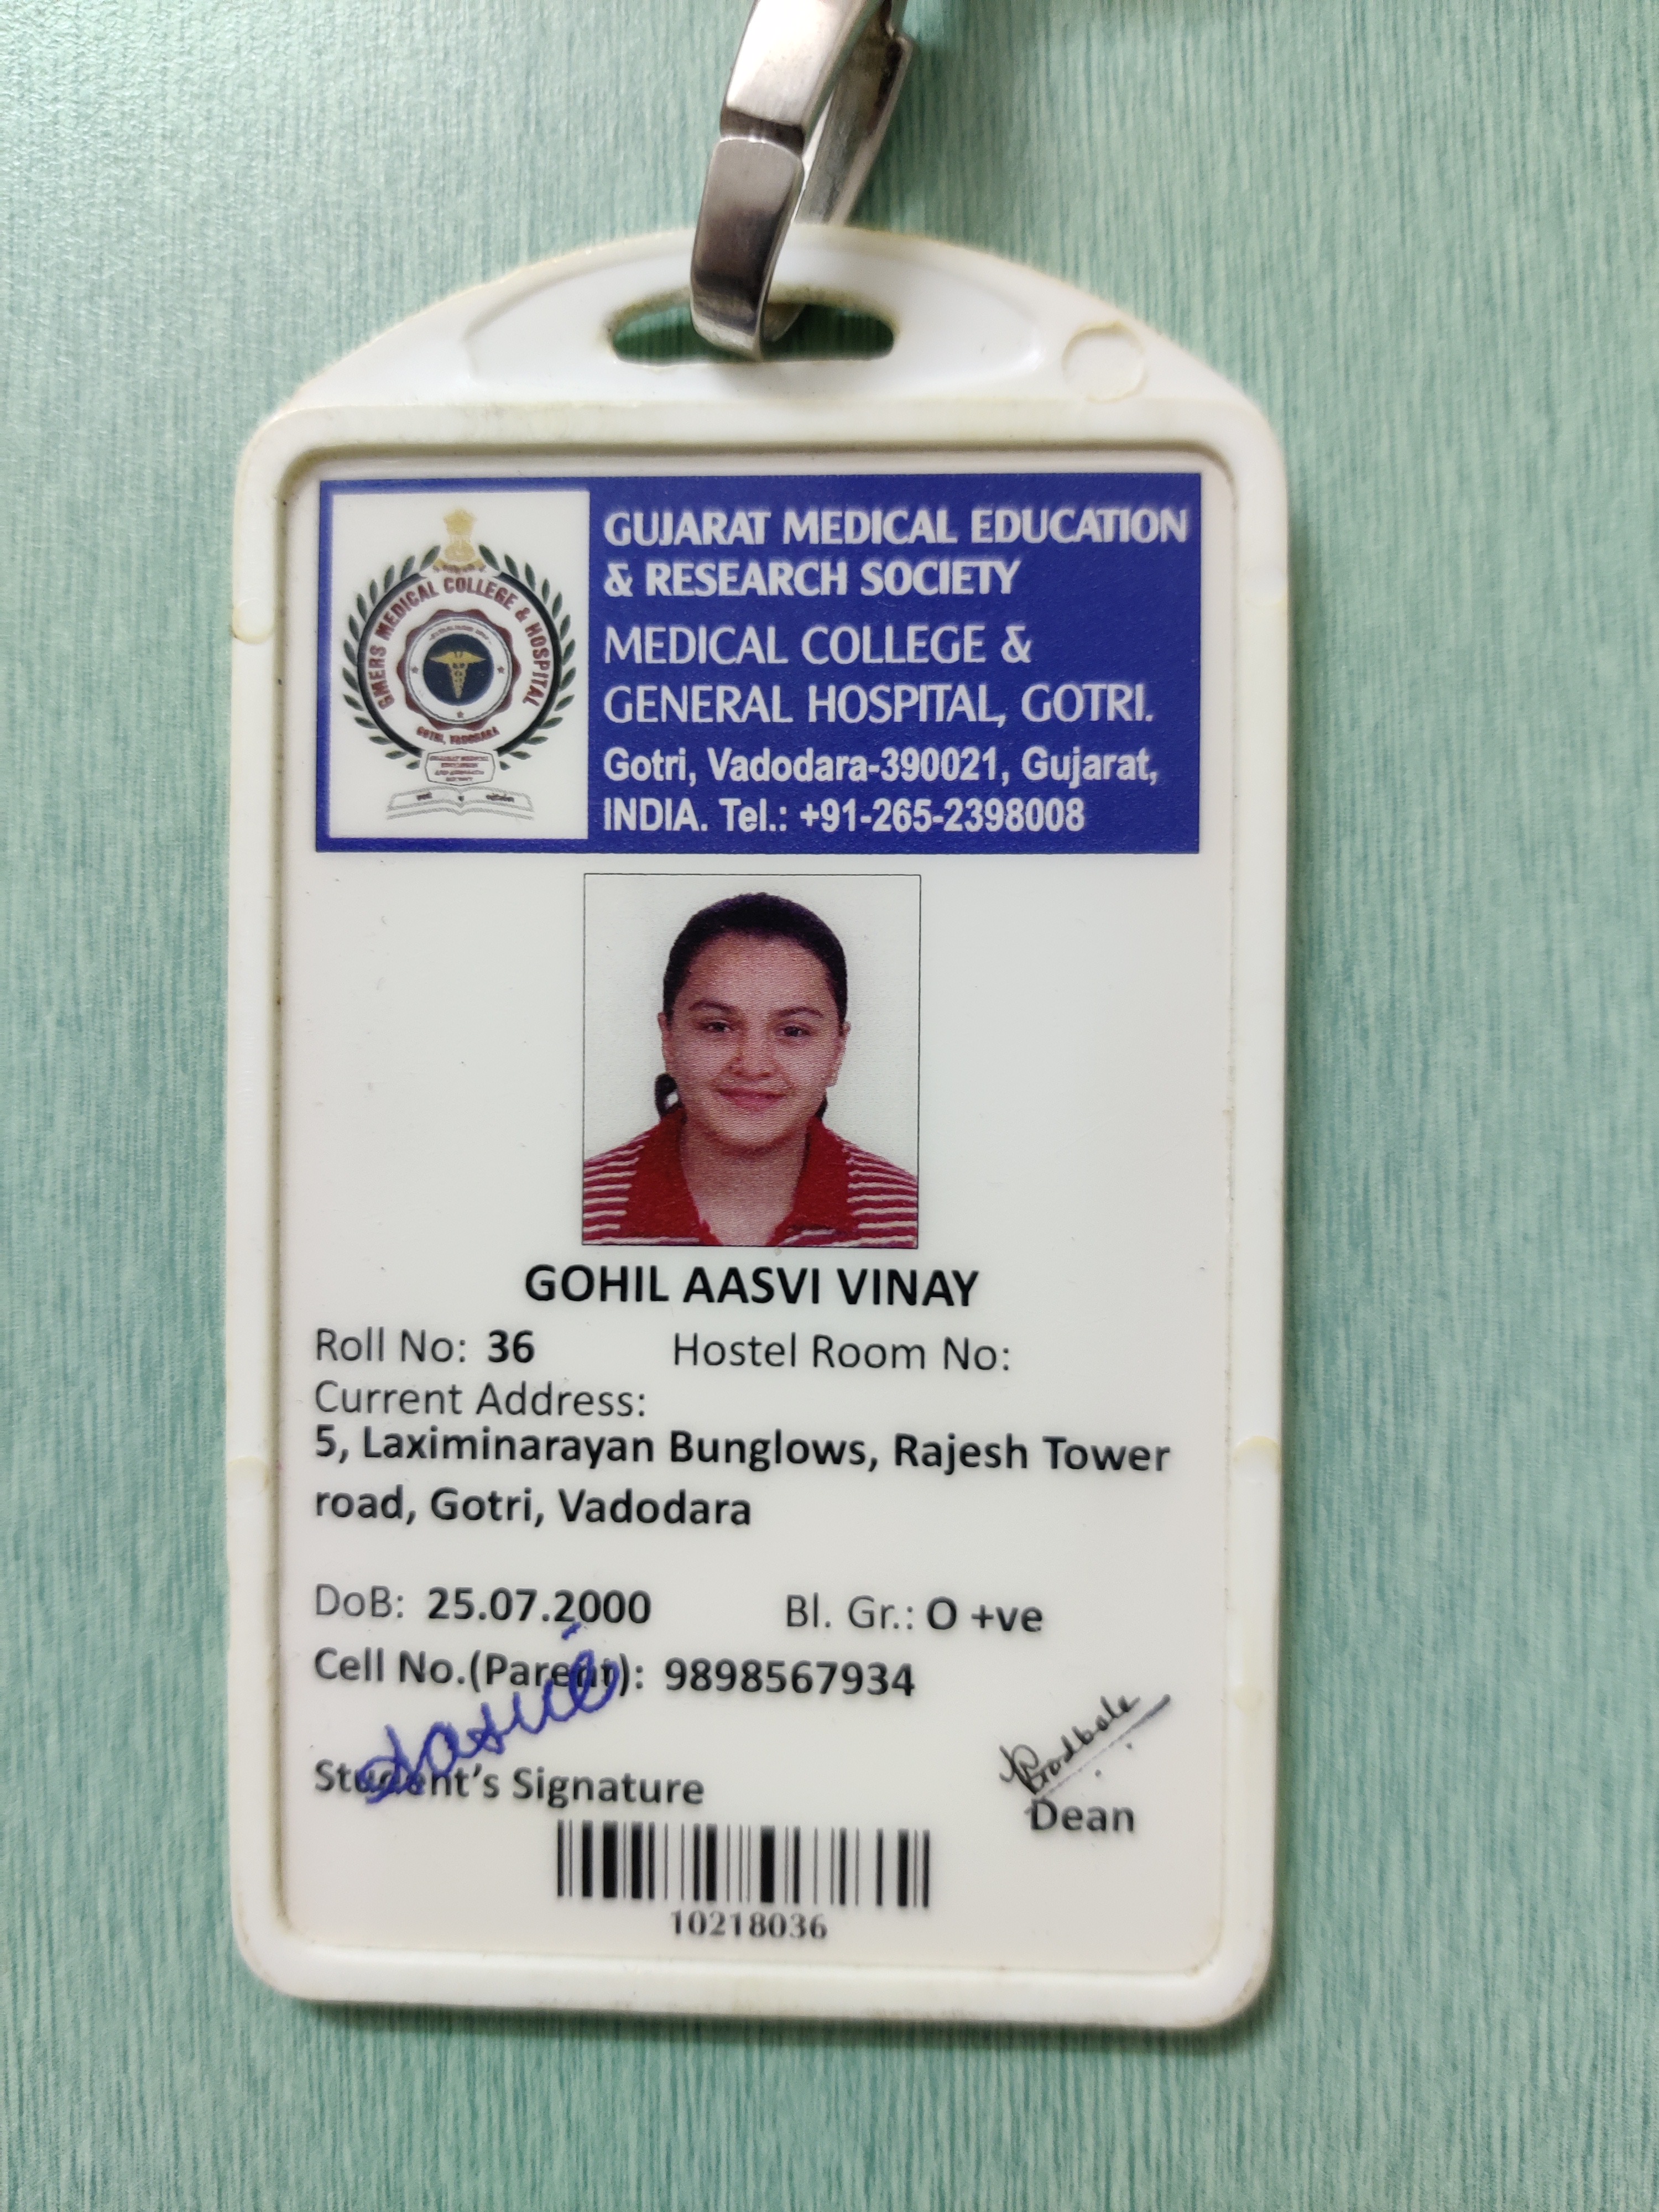 GMERS MEDICAL COLLEGE & HOSPITAL
GOTRI, VADODARA
GUJARAT MEDICAL EDUCATION
& RESEARCH SOCIETY
MEDICAL COLLEGE &
GENERAL HOSPITAL, GOTRI.
Gotri, Vadodara-390021, Gujarat,
INDIA. Tel.: +91-265-2398008
GOHIL AASVI VINAY
Roll No: 36 Hostel Room No:
Current Address:
5, Laximinarayan Bunglows, Rajesh Tower
road, Gotri, Vadodara
DoB: 25.07.2000 Bl. Gr.: O +ve
Cell No.(Parent): 9898567934
Student's Signature
Dean
10218036